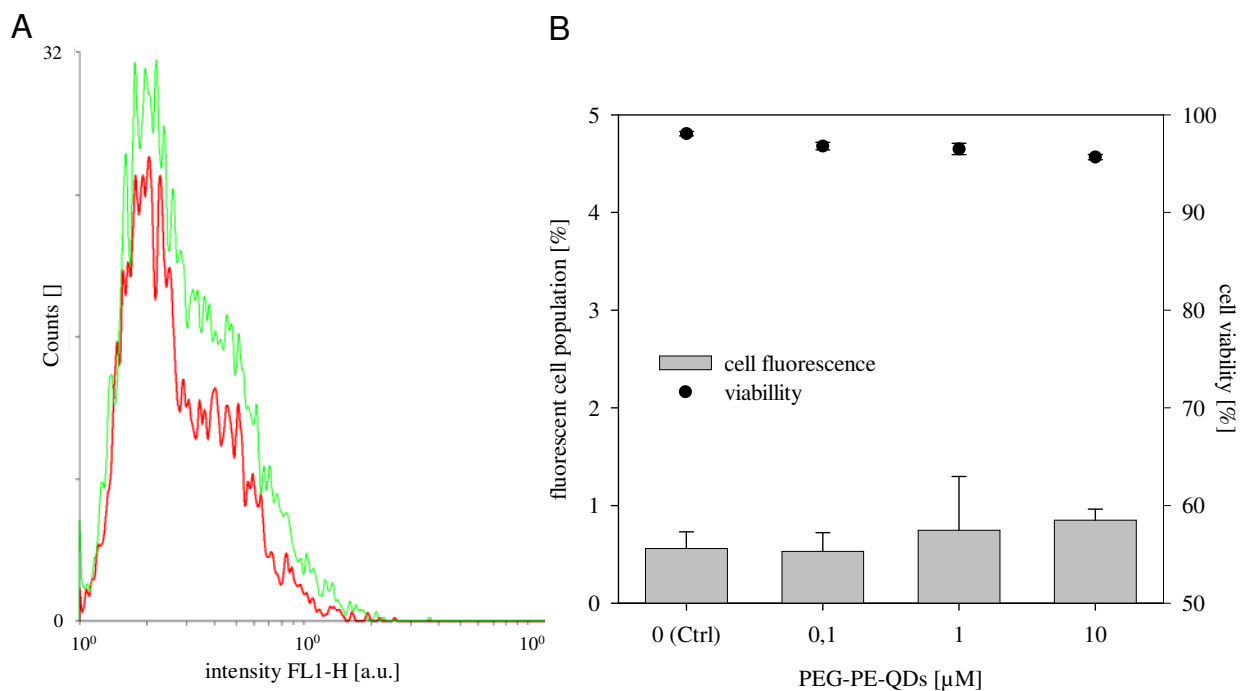 A
32
Counts []
0
10⁰
10⁰
intensity FL1-H [a.u.]
B
5
4
3
2
1
0
fluorescent cell population [%]
cell fluorescence
viabillity
100
90
80
70
60
50
cell viability [%]
0 (Ctrl)
0,1
1
10
PEG-PE-QDs [µM]